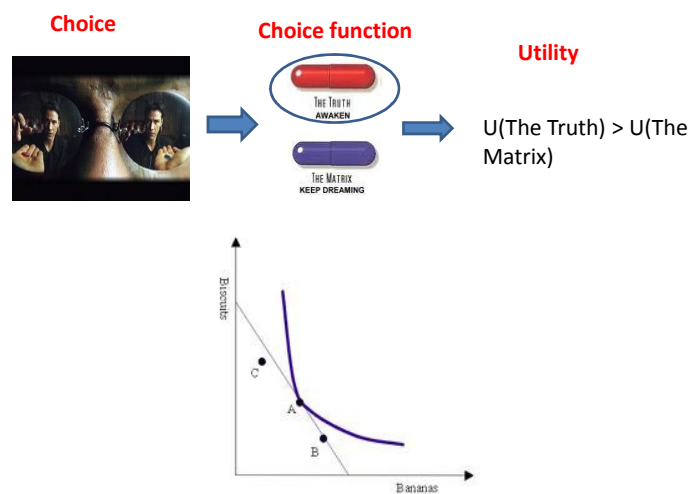 Choice
Choice function
Utility
THE TRUTH
AWAKEN
THE MATRIX
KEEP DREAMING
U(The Truth) > U(The
Matrix)
Biscuits
C
A
B
Bananas